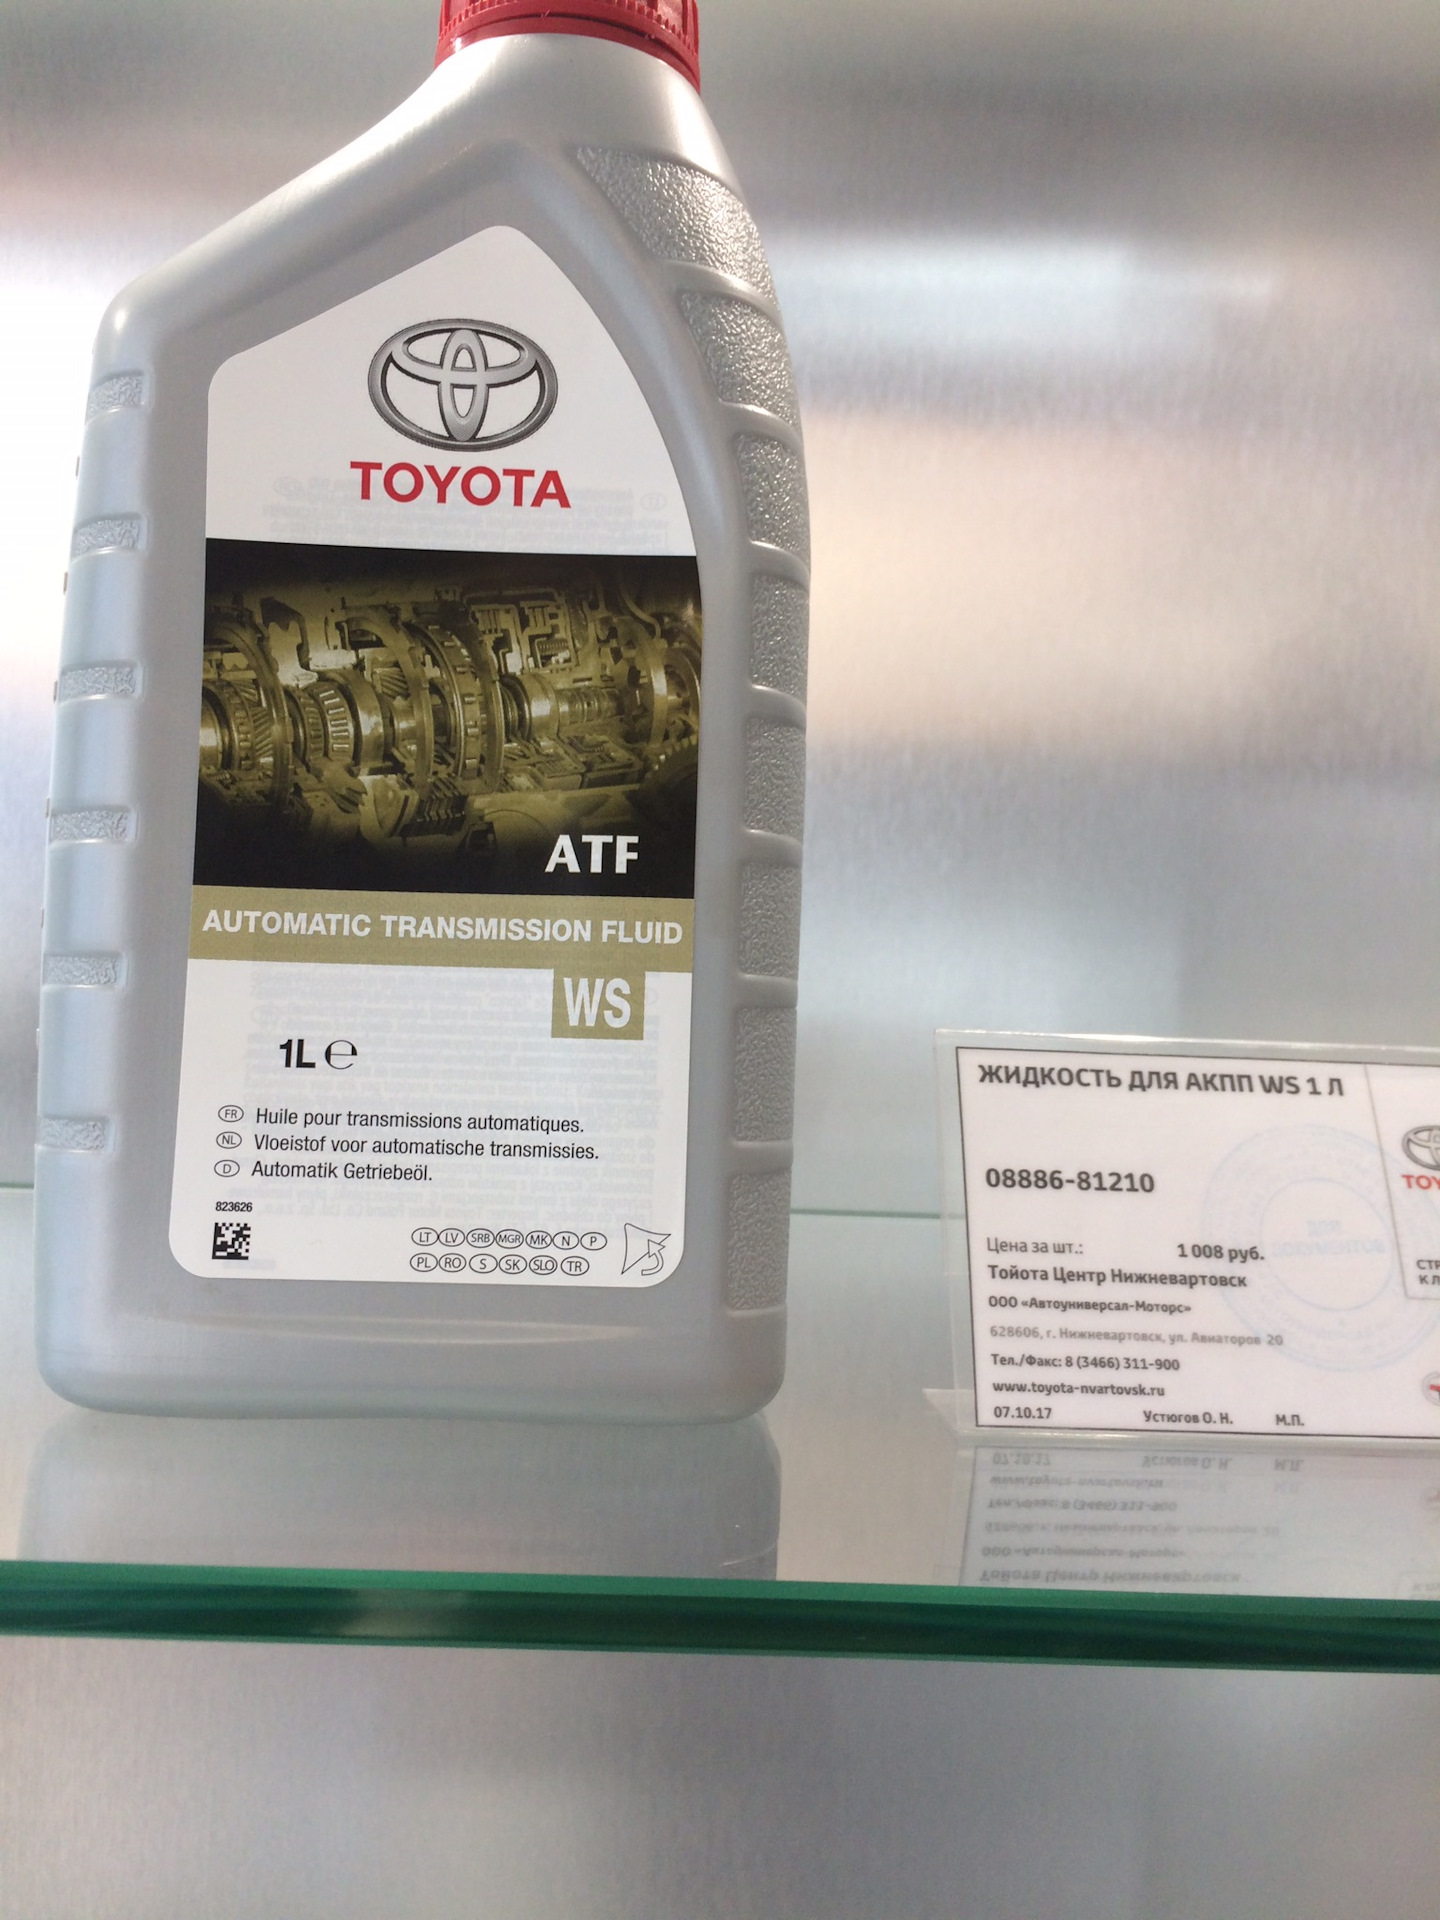 TOYOTA
ATF
AUTOMATIC TRANSMISSION FLUID
WS
1L ℮
FR Huile pour transmissions automatiques.
NL Vloeistof voor automatische transmissies.
D Automatik Getriebeöl.
823626
LT LV SRB MGR MK N P
PL RO S SK SLO TR
ЖИДКОСТЬ ДЛЯ АКПП WS 1 Л
08886-81210
Цена за шт.: 1 008 руб.
Тойота Центр Нижневартовск
ООО «Автоуниверсал-Моторс»
628606, г. Нижневартовск, ул. Авиаторов 20
Тел./Факс: 8 (3466) 311-900
www.toyota-nvartovsk.ru
07.10.17 Устюгов О. Н. М.П.